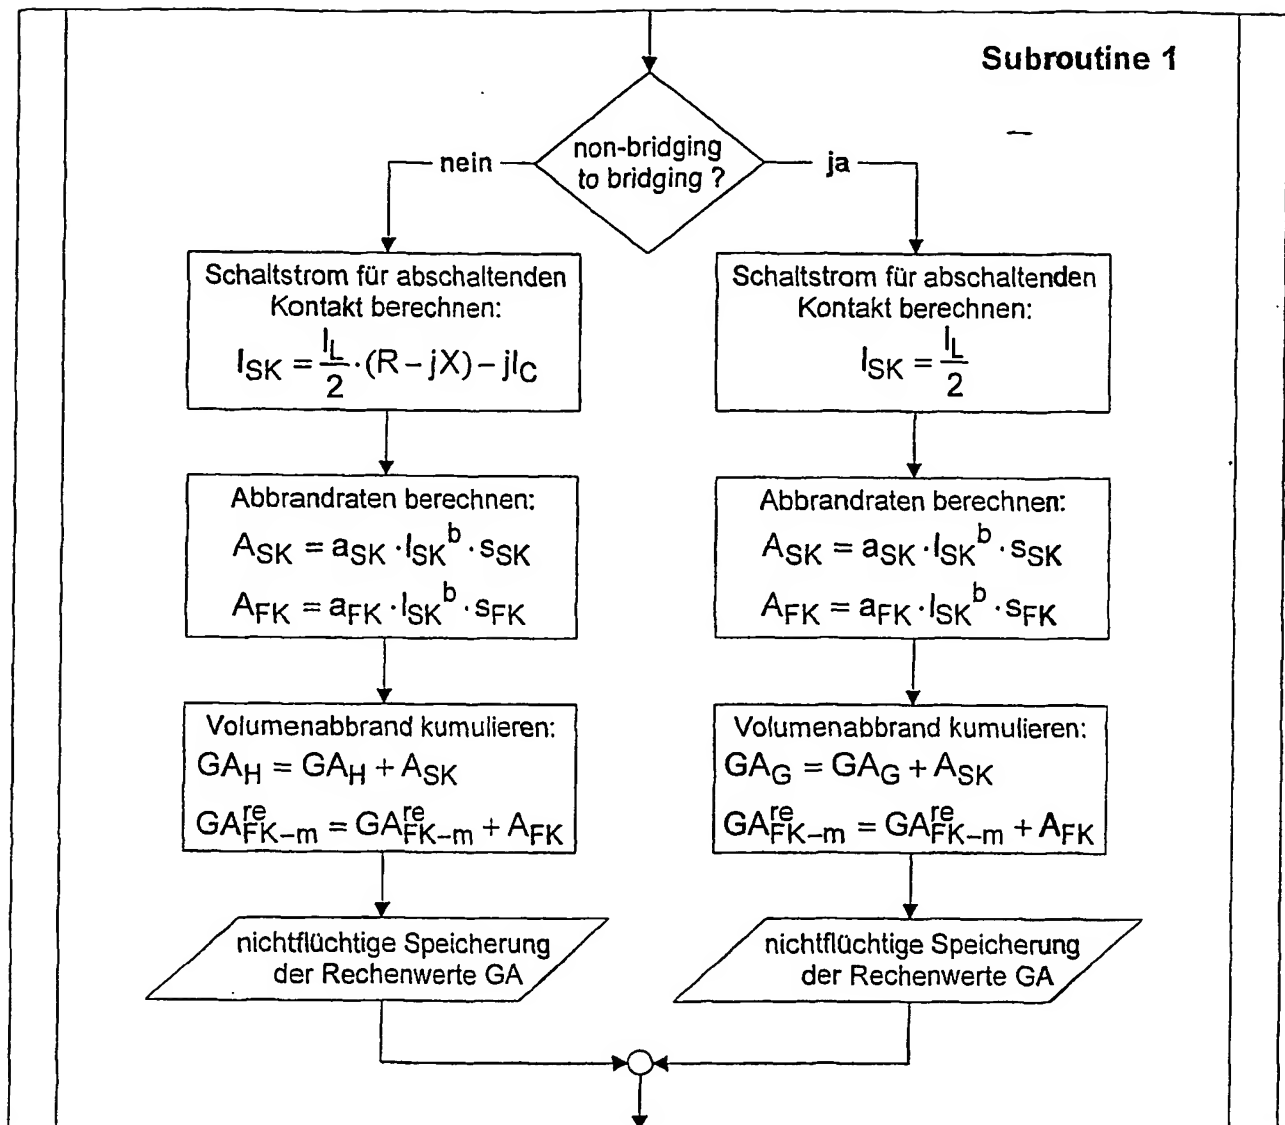 Subroutine 1
non-bridging
to bridging ?
nein
ja
Schaltstrom für abschaltenden
Kontakt berechnen:
I_SK = I_L/2 · (R – jX) – jI_C
Abbrandraten berechnen:
A_SK = a_SK · I_SK^b · s_SK
A_FK = a_FK · I_SK^b · s_FK
Volumenabbrand kumulieren:
GA_H = GA_H + A_SK
GA^re_FK–m = GA^re_FK–m + A_FK
nichtflüchtige Speicherung
der Rechenwerte GA
Schaltstrom für abschaltenden
Kontakt berechnen:
I_SK = I_L/2
Abbrandraten berechnen:
A_SK = a_SK · I_SK^b · s_SK
A_FK = a_FK · I_SK^b · s_FK
Volumenabbrand kumulieren:
GA_G = GA_G + A_SK
GA^re_FK–m = GA^re_FK–m + A_FK
nichtflüchtige Speicherung
der Rechenwerte GA